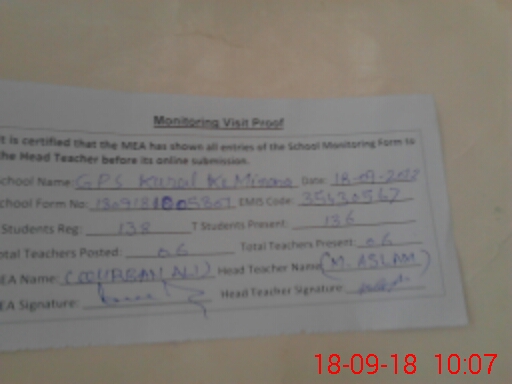 Monitoring Visit Proof
It is certified that the MEA has shown all entries of the School Monitoring Form to
the Head Teacher before its online submission.
School Name: GPS Date: 18-09-2018
School Form No: EMIS Code: 35430567
Students Reg: 138 T Students Present: 136
Total Teachers Posted: 06 Total Teachers Present: 06
MEA Name: (QURBAN ALI) Head Teacher Name (M. ASLAM)
MEA Signature: Head Teacher Signature:
18-09-18 10:07